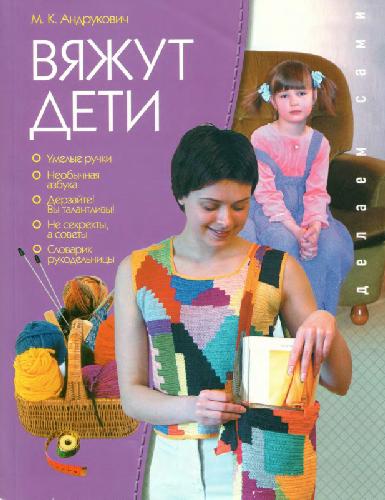 М. К. Андрукович
ВЯЖУТ
ДЕТИ
Умелые ручки
Необычная
азбука
Дерзайте!
Вы талантливы!
Не секреты,
а советы
Словарик
рукодельницы
делаем сами